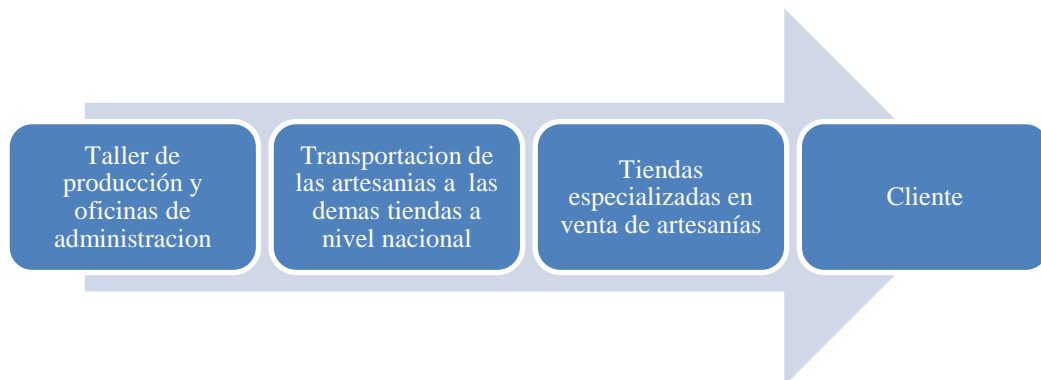 Taller de
producción y
oficinas de
administracion
Transportacion de
las artesanias a las
demas tiendas a
nivel nacional
Tiendas
especializadas en
venta de artesanías
Cliente